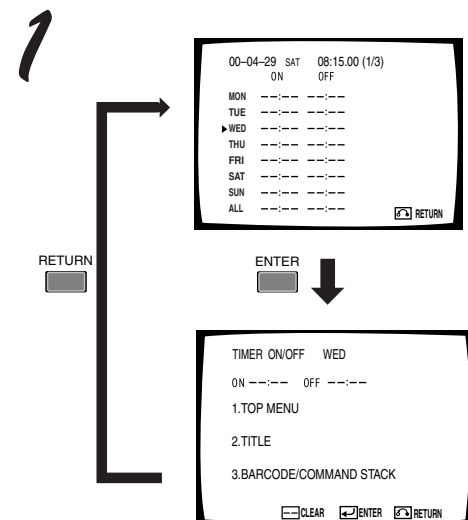 1
00–04–29 SAT 08:15.00 (1/3)
ON OFF
MON --:-- --:--
TUE --:-- --:--
▶WED --:-- --:--
THU --:-- --:--
FRI --:-- --:--
SAT --:-- --:--
SUN --:-- --:--
ALL --:-- --:--
RETURN
RETURN
ENTER
TIMER ON/OFF WED
ON --:-- OFF --:--
1.TOP MENU
2.TITLE
3.BARCODE/COMMAND STACK
--CLEAR ENTER RETURN